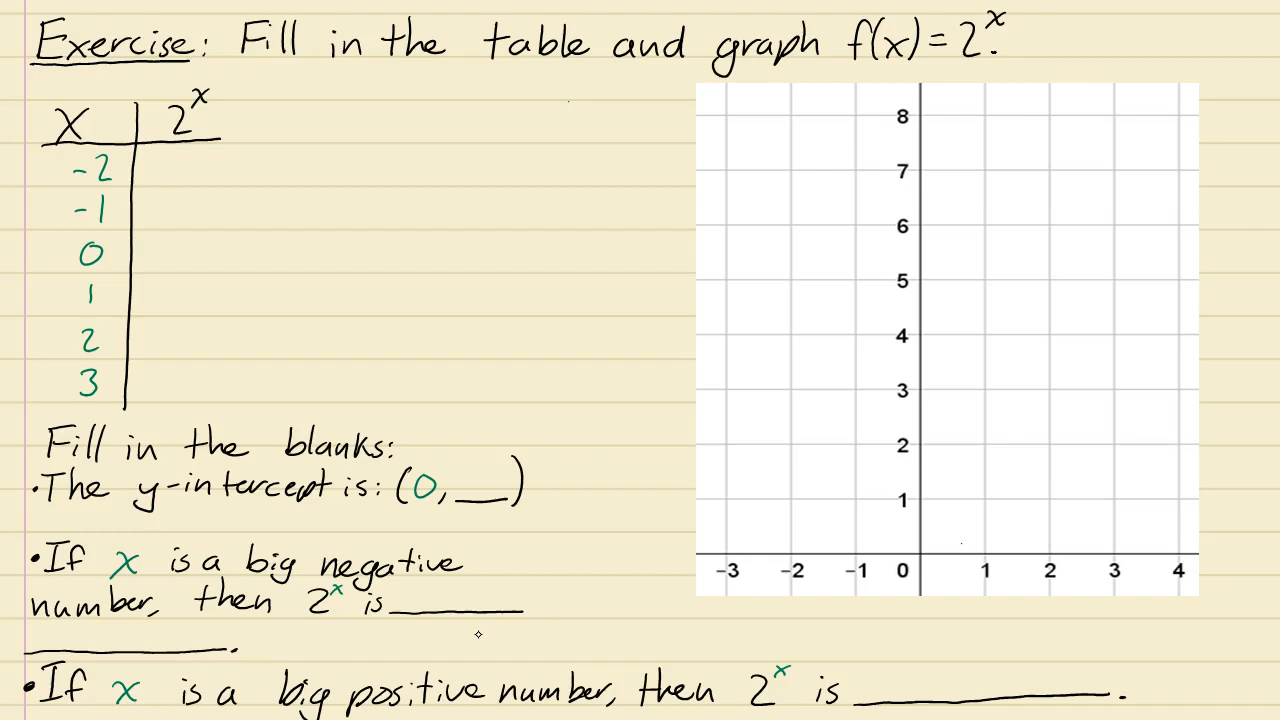 Exercise: Fill in the table and graph f(x) = 2^x.
x 2^x
-2
-1
0
1
2
3
8
7
6
5
4
3
2
1
-3 -2 -1 0 1 2 3 4
Fill in the blanks:
• The y-intercept is: (0, __)
• If x is a big negative
number, then 2^x is ________
____________.
• If x is a big positive number, then 2^x is ______________.